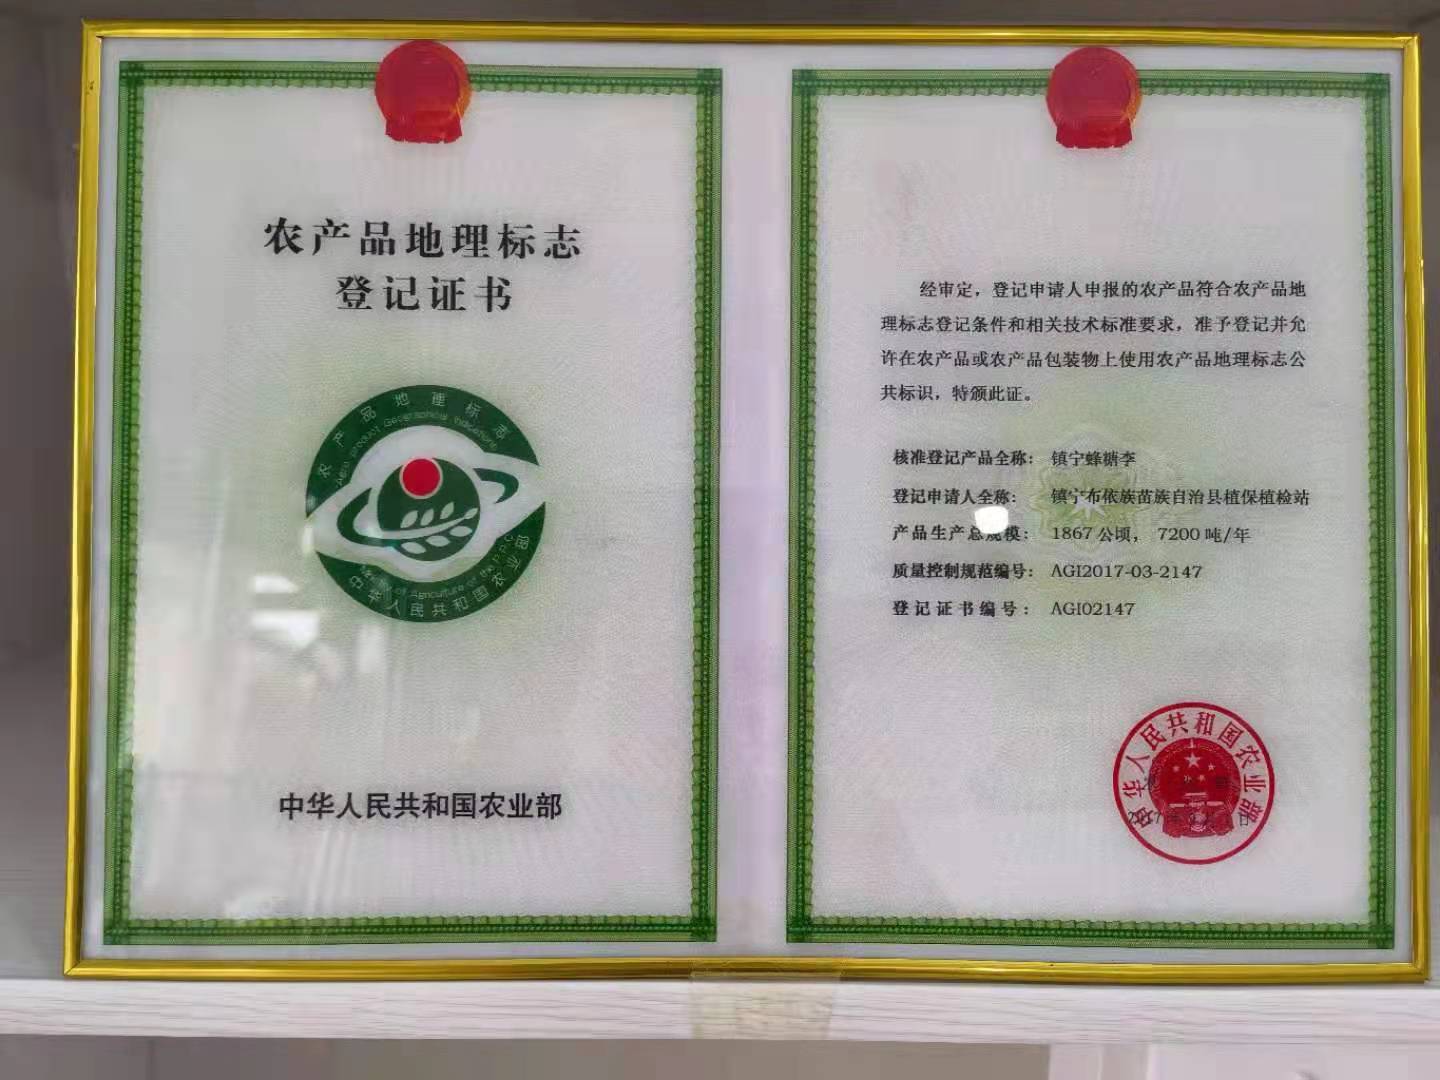 农产品地理标志
登记证书
农产品地理标志
Agro-Product Geographical Indications
Ministry of Agriculture of the P.R.C
中华人民共和国农业部
中华人民共和国农业部
经审定，登记申请人申报的农产品符合农产品地
理标志登记条件和相关技术标准要求，准予登记并允
许在农产品或农产品包装物上使用农产品地理标志公
共标识，特颁此证。
核准登记产品全称： 镇宁蜂糖李
登记申请人全称： 镇宁布依族苗族自治县植保植检站
产品生产总规模： 1867公顷， 7200吨/年
质量控制规范编号： AGI2017-03-2147
登记证书编号： AGI02147
中华人民共和国农业部